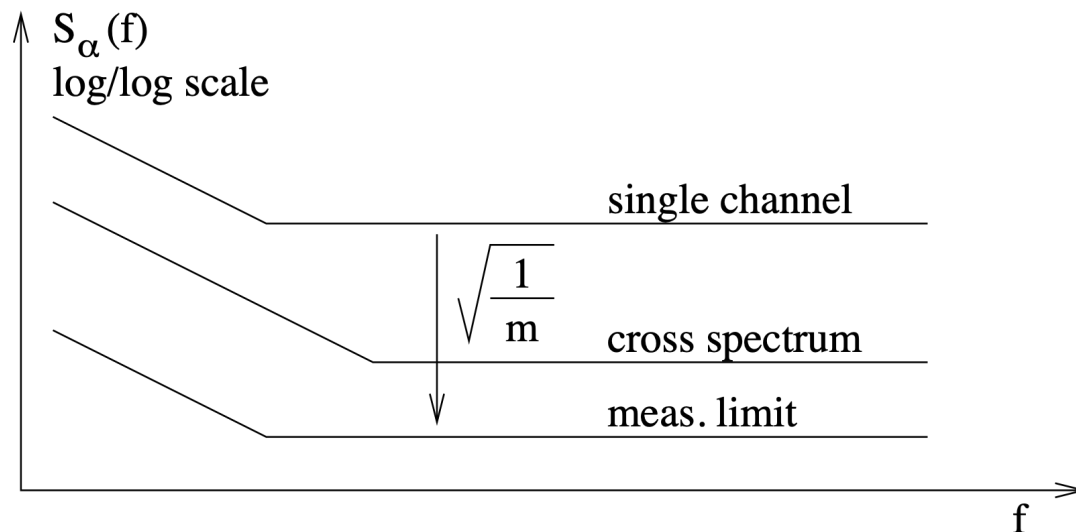 S_α(f)
log/log scale
single channel
√(1/m)
cross spectrum
meas. limit
f